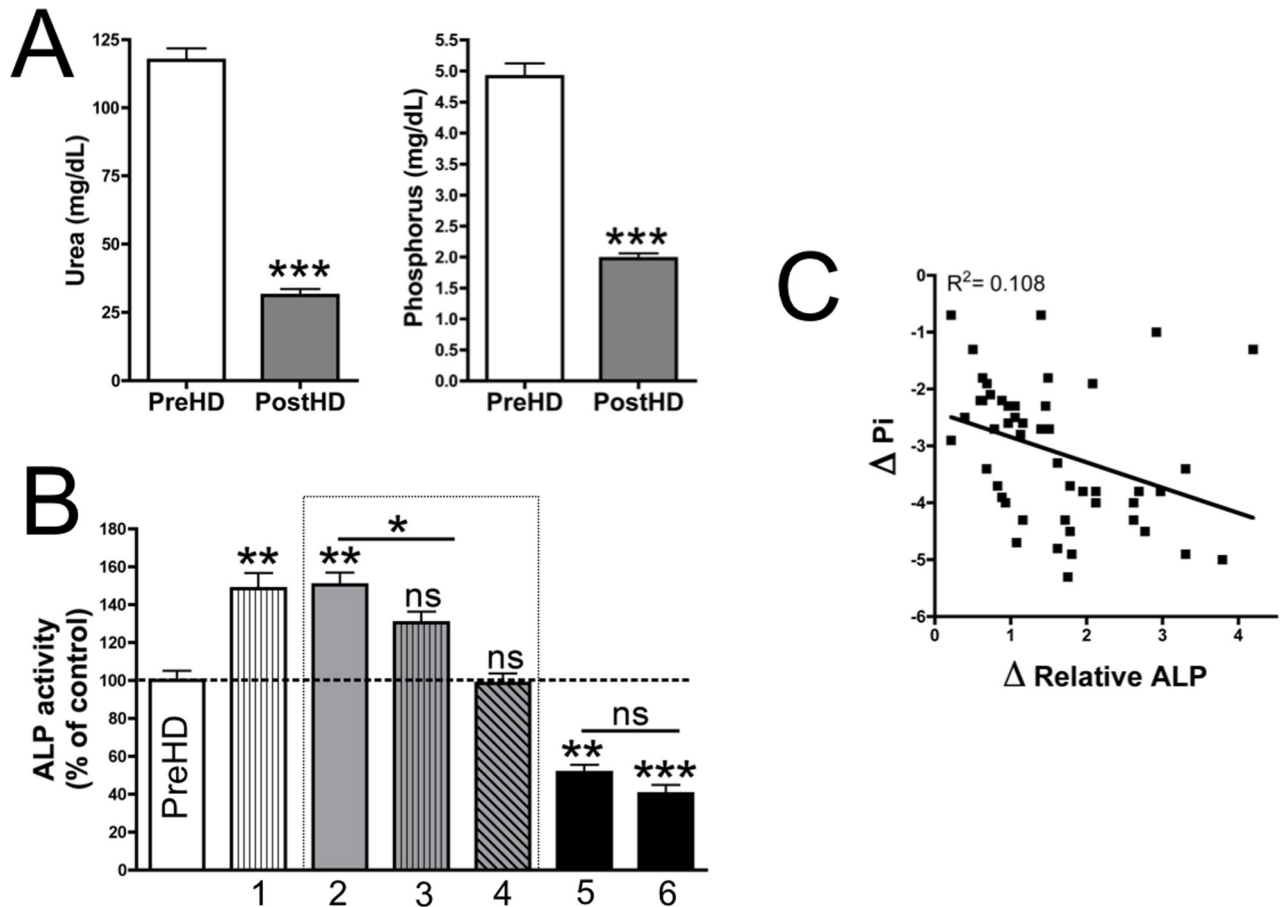 A
Urea (mg/dL)
125
100
75
50
25
0
***
PreHD
PostHD
Phosphorus (mg/dL)
5.5
5.0
4.5
4.0
3.5
3.0
2.5
2.0
1.5
1.0
0.5
0.0
***
PreHD
PostHD
B
ALP activity
(% of control)
180
160
140
120
100
80
60
40
20
0
PreHD
**
**
*
ns
ns
ns
**
***
1
2
3
4
5
6
C
R²= 0.108
Δ Pi
0
-1
-2
-3
-4
-5
-6
0
1
2
3
4
Δ Relative ALP